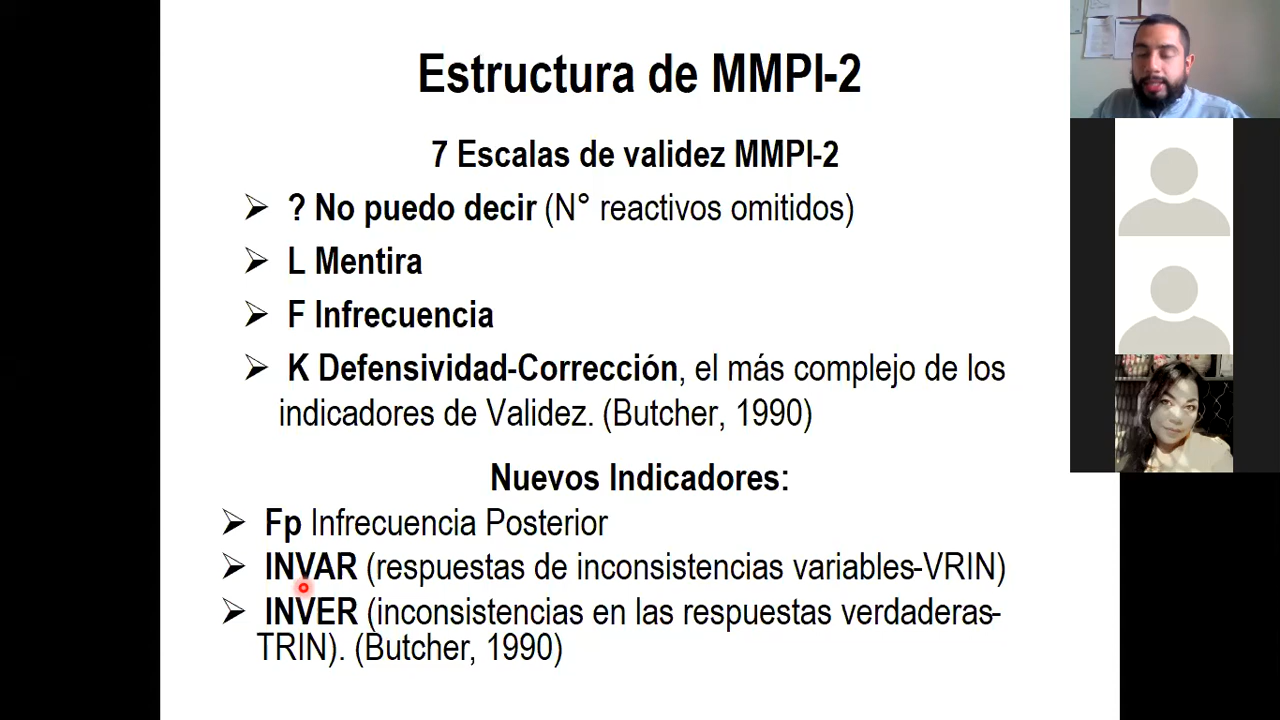 Estructura de MMPI-2
7 Escalas de validez MMPI-2
? No puedo decir (N° reactivos omitidos)
L Mentira
F Infrecuencia
K Defensividad-Corrección, el más complejo de los
indicadores de Validez. (Butcher, 1990)
Nuevos Indicadores:
Fp Infrecuencia Posterior
INVAR (respuestas de inconsistencias variables-VRIN)
INVER (inconsistencias en las respuestas verdaderas-
TRIN). (Butcher, 1990)